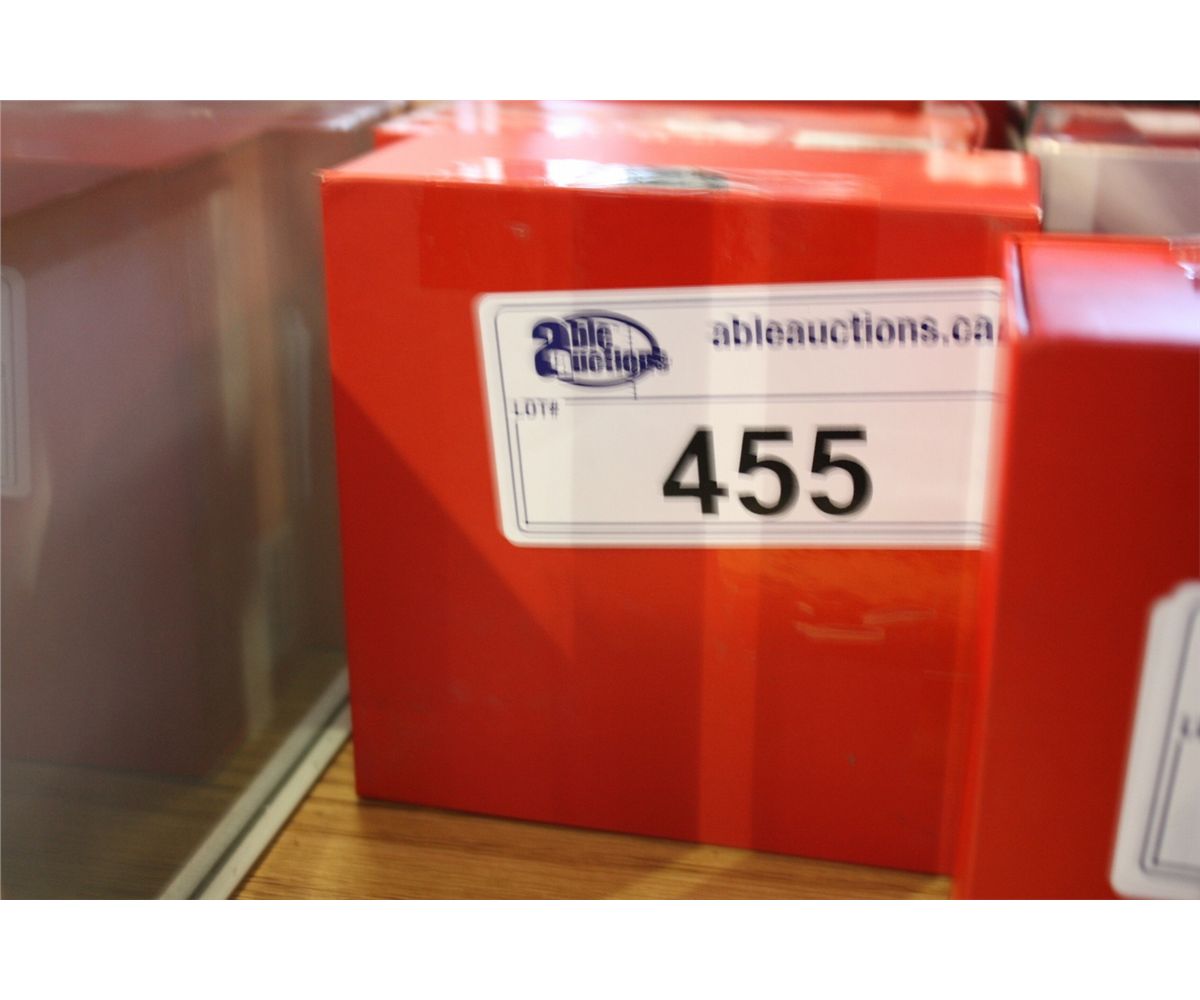 able auctions
ableauctions.ca
LOT#
455